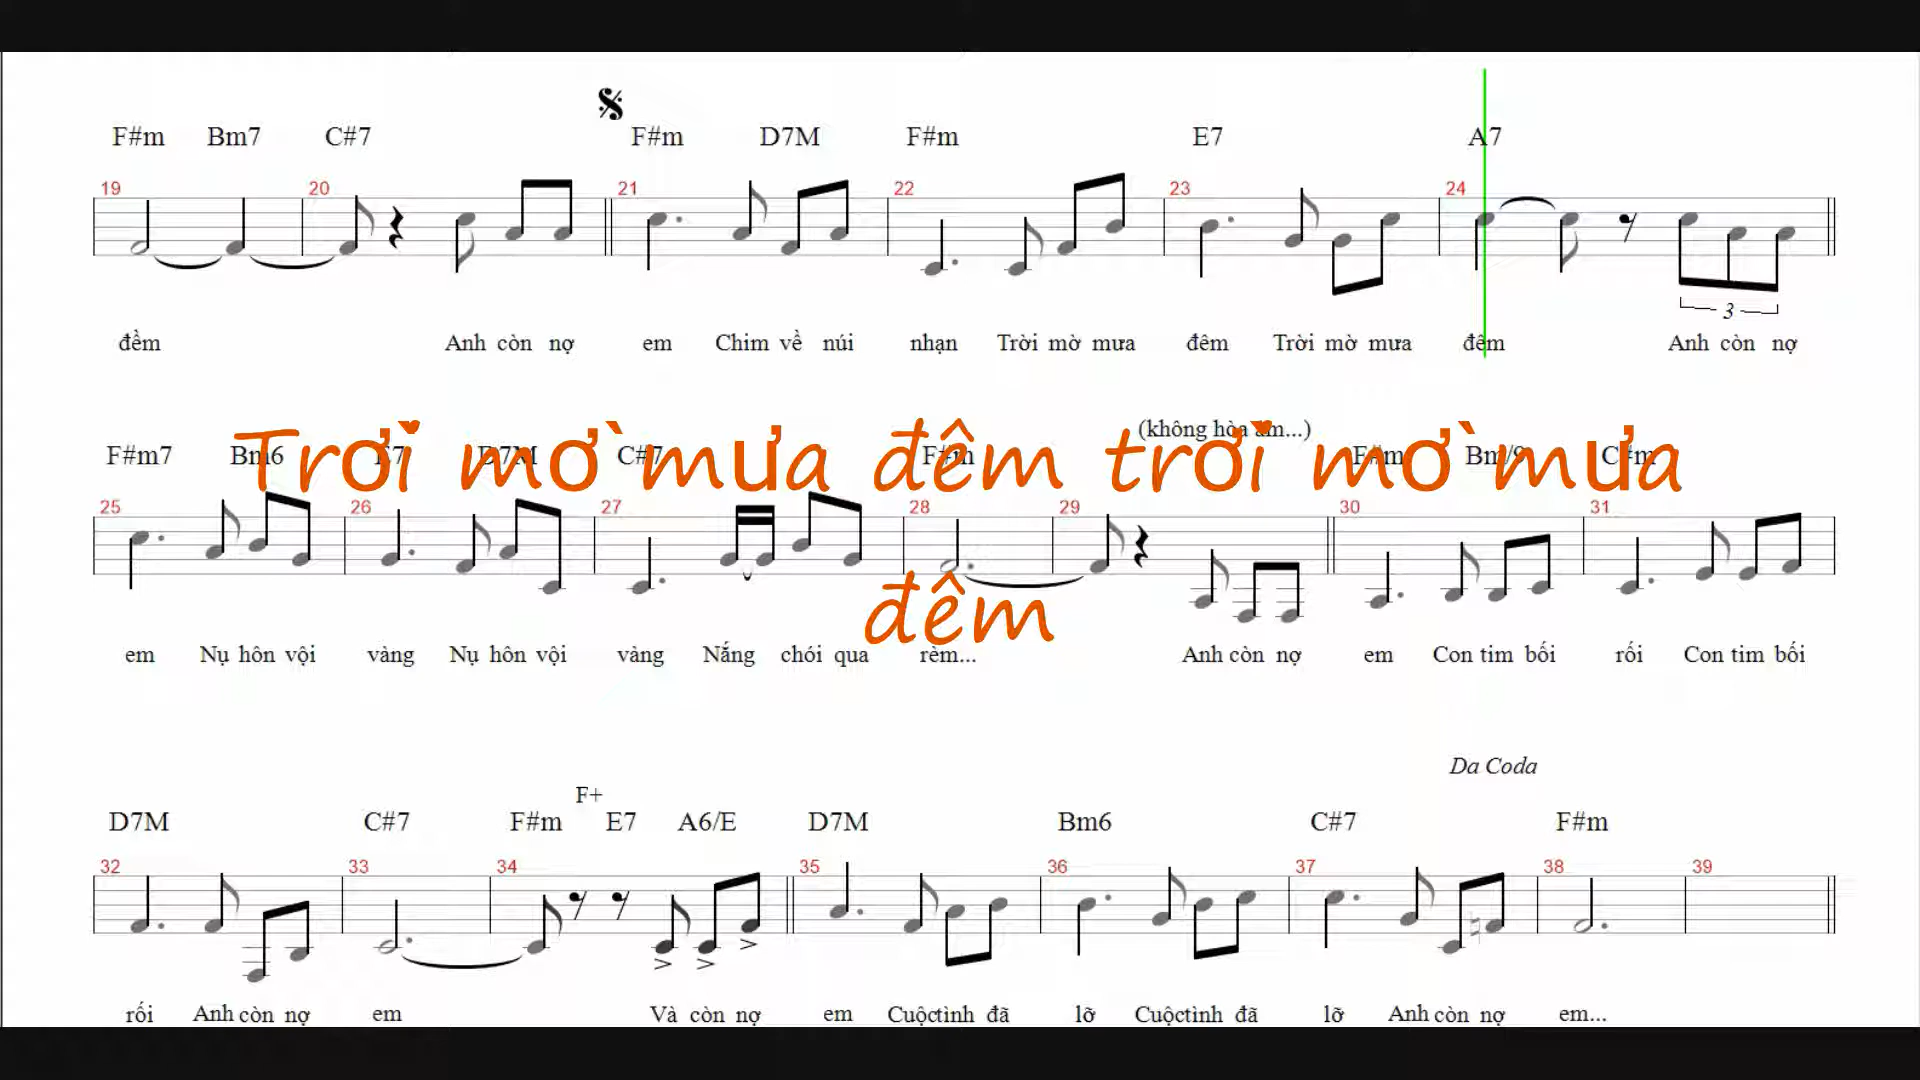 F#m Bm7 C#7 F#m D7M F#m E7 A7
19 20 21 22 23 24
3
đềm Anh còn nợ em Chim về núi nhạn Trời mờ mưa đêm Trời mờ mưa đêm Anh còn nợ
(không hòa âm...)
F#m7 Bm6 E7 D7M C#7 F#m F#m Bm/9 C#m
Trời mờ mưa đêm trời mờ mưa
25 26 27 28 29 30 31
đêm
em Nụ hôn vội vàng Nụ hôn vội vàng Nắng chói qua rèm... Anh còn nợ em Con tim bối rối Con tim bối
Da Coda
F+
D7M C#7 F#m E7 A6/E D7M Bm6 C#7 F#m
32 33 34 35 36 37 38 39
rối Anh còn nợ em Và còn nợ em Cuộctình đã lỡ Cuộctình đã lỡ Anh còn nợ em...